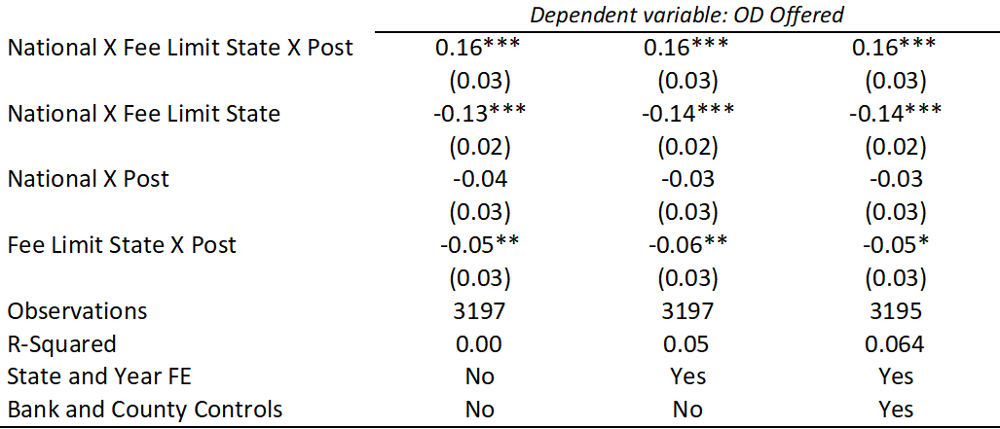 Dependent variable: OD Offered
National X Fee Limit State X Post 0.16*** 0.16*** 0.16***
(0.03) (0.03) (0.03)
National X Fee Limit State -0.13*** -0.14*** -0.14***
(0.02) (0.02) (0.02)
National X Post -0.04 -0.03 -0.03
(0.03) (0.03) (0.03)
Fee Limit State X Post -0.05** -0.06** -0.05*
(0.03) (0.03) (0.03)
Observations 3197 3197 3195
R-Squared 0.00 0.05 0.064
State and Year FE No Yes Yes
Bank and County Controls No No Yes